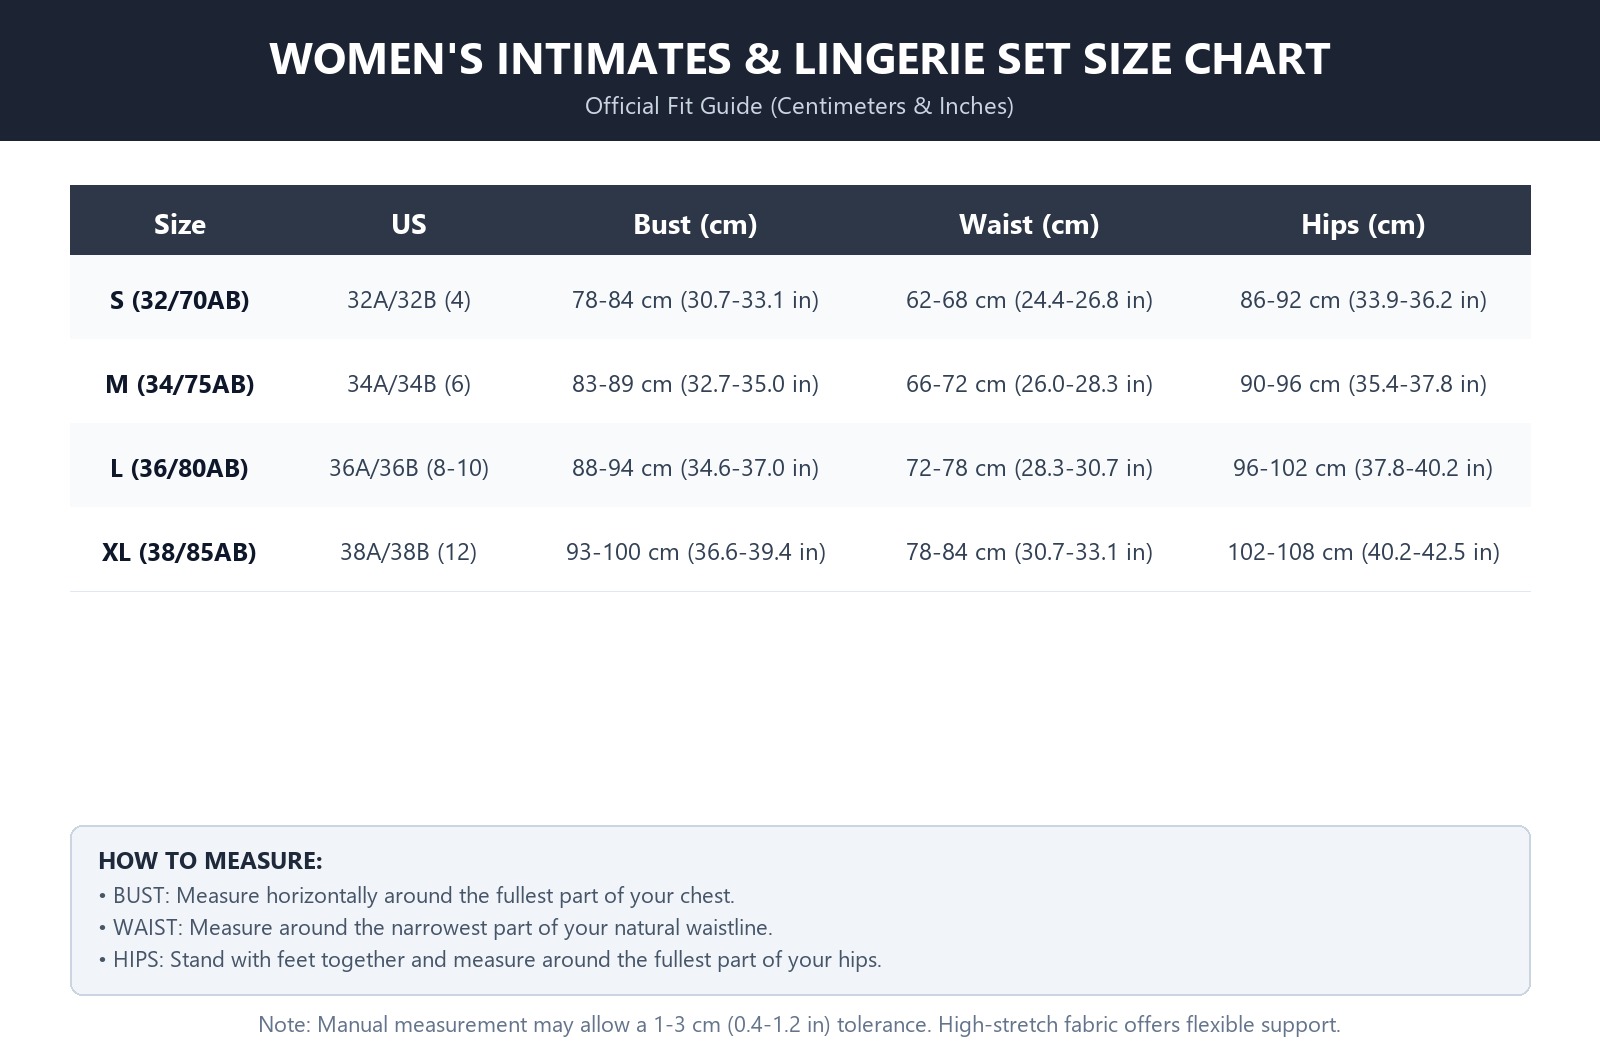 WOMEN'S INTIMATES & LINGERIE SET SIZE CHART
Official Fit Guide (Centimeters & Inches)
Size US Bust (cm) Waist (cm) Hips (cm)
S (32/70AB) 32A/32B (4) 78-84 cm (30.7-33.1 in) 62-68 cm (24.4-26.8 in) 86-92 cm (33.9-36.2 in)
M (34/75AB) 34A/34B (6) 83-89 cm (32.7-35.0 in) 66-72 cm (26.0-28.3 in) 90-96 cm (35.4-37.8 in)
L (36/80AB) 36A/36B (8-10) 88-94 cm (34.6-37.0 in) 72-78 cm (28.3-30.7 in) 96-102 cm (37.8-40.2 in)
XL (38/85AB) 38A/38B (12) 93-100 cm (36.6-39.4 in) 78-84 cm (30.7-33.1 in) 102-108 cm (40.2-42.5 in)
HOW TO MEASURE:
• BUST: Measure horizontally around the fullest part of your chest.
• WAIST: Measure around the narrowest part of your natural waistline.
• HIPS: Stand with feet together and measure around the fullest part of your hips.
Note: Manual measurement may allow a 1-3 cm (0.4-1.2 in) tolerance. High-stretch fabric offers flexible support.